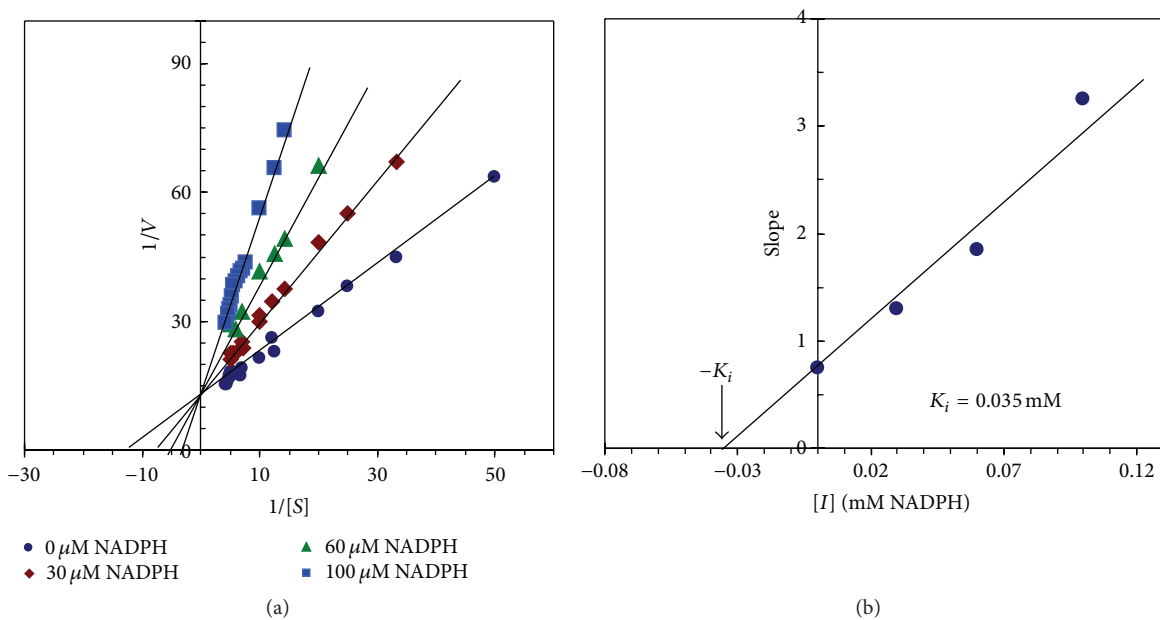 90
60
30
0
1/V
−30
−10
10
30
50
1/[S]
0 μM NADPH
30 μM NADPH
60 μM NADPH
100 μM NADPH
(a)
4
3
2
1
0
Slope
−Ki
Ki = 0.035 mM
−0.08
−0.03
0.02
0.07
0.12
[I] (mM NADPH)
(b)